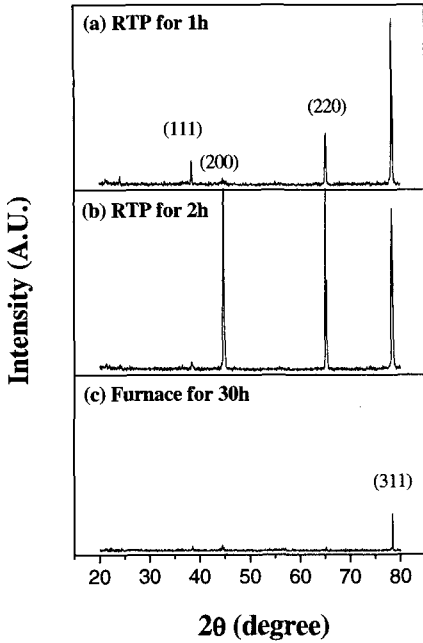 (a) RTP for 1h
(111)
(200)
(220)
(b) RTP for 2h
(c) Furnace for 30h
(311)
Intensity (A.U.)
20 30 40 50 60 70 80
2θ (degree)